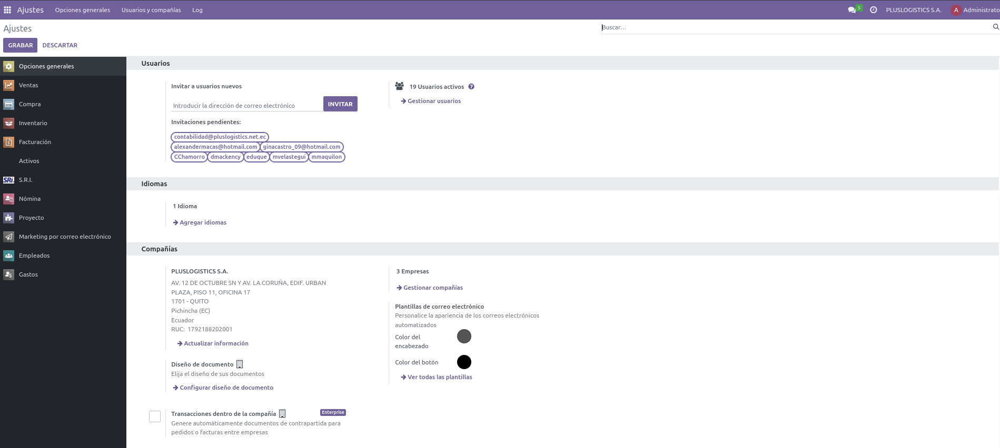 Ajustes Opciones generales Usuarios y compañías Log 5 PLUSLOGISTICS S.A. A Administrato
Ajustes Buscar...
GRABAR DESCARTAR
Opciones generales
Ventas
Compra
Inventario
Facturación
Activos
SRi S.R.I.
Nómina
Proyecto
Marketing por correo electrónico
Empleados
Gastos
Usuarios
Invitar a usuarios nuevos
Introducir la dirección de correo electrónico INVITAR
Invitaciones pendientes:
contabilidad@pluslogistics.net.ec
alexandermacas@hotmail.com ginacastro_09@hotmail.com
CChamorro dmackency eduque mvelastegui mmaquilon
19 Usuarios activos ?
Gestionar usuarios
Idiomas
1 Idioma
Agregar idiomas
Compañías
PLUSLOGISTICS S.A.
AV. 12 DE OCTUBRE SN Y AV. LA CORUÑA, EDIF. URBAN
PLAZA, PISO 11, OFICINA 17
1701 - QUITO
Pichincha (EC)
Ecuador
RUC: 1792188202001
Actualizar información
Diseño de documento
Elija el diseño de sus documentos
Configurar diseño de documento
3 Empresas
Gestionar compañías
Plantillas de correo electrónico
Personalice la apariencia de los correos electrónicos
automatizados
Color del
encabezado
Color del botón
Ver todas las plantillas
Transacciones dentro de la compañía Enterprise
Genere automáticamente documentos de contrapartida para
pedidos o facturas entre empresas